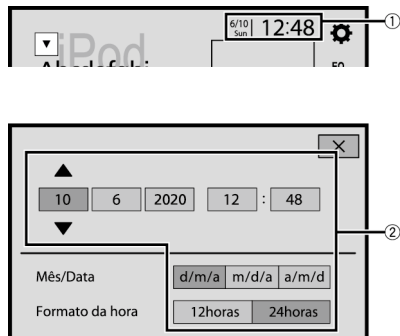 ①
6/10
Sun
12:48
iPod
②
10 6 2020 12 : 48
Mês/Data d/m/a m/d/a a/m/d
Formato da hora 12horas 24horas